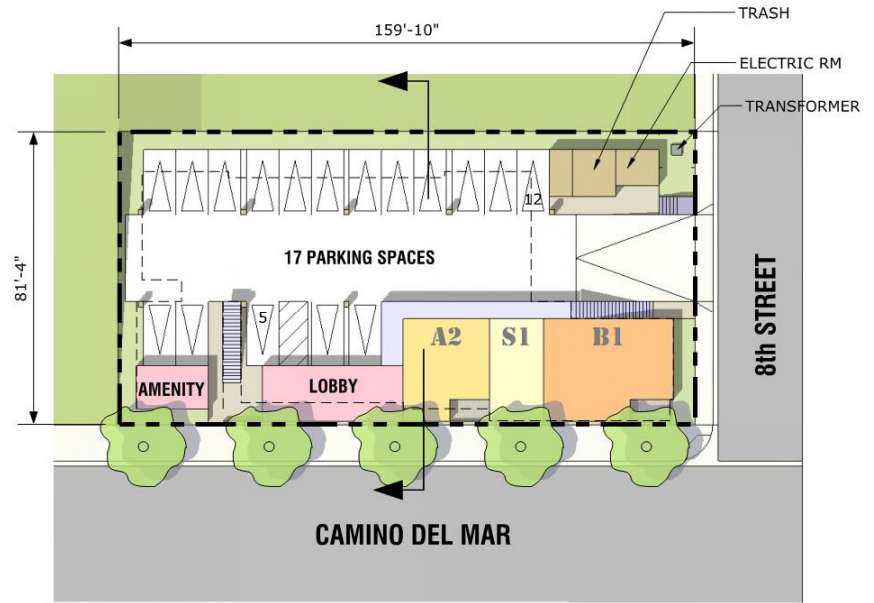 TRASH
159'-10"
ELECTRIC RM
TRANSFORMER
12
17 PARKING SPACES
81'-4"
5
A2
S1
B1
8th STREET
AMENITY
LOBBY
CAMINO DEL MAR